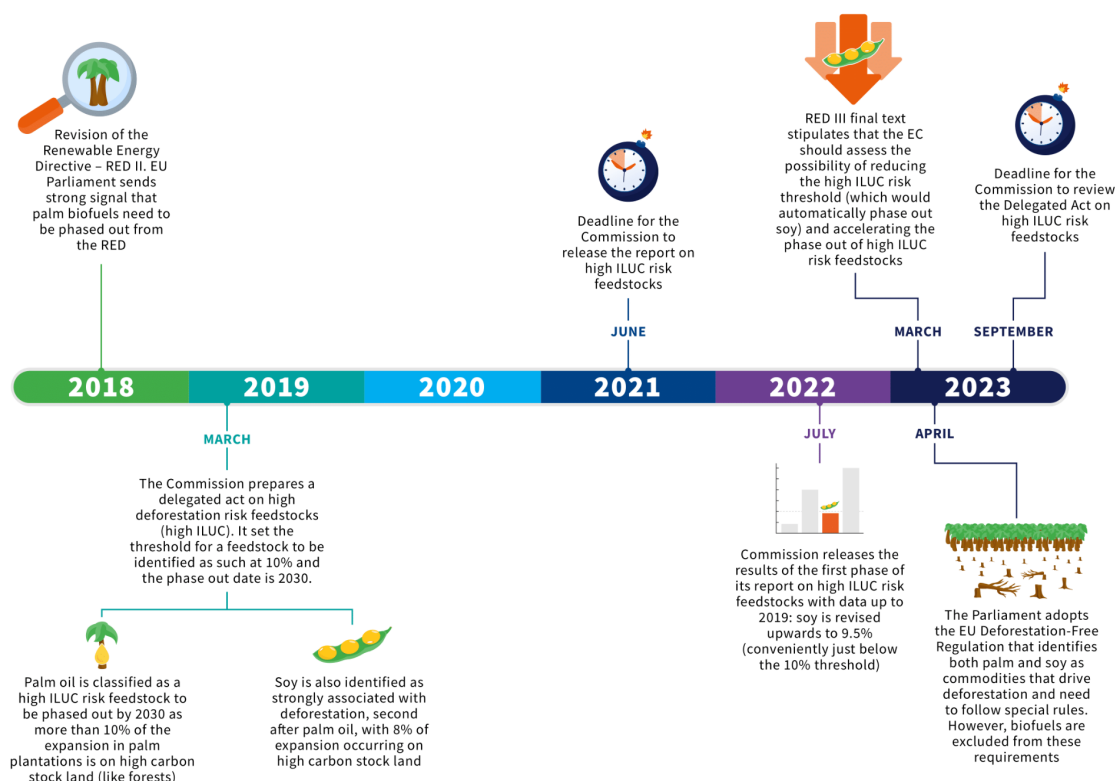 Revision of the
Renewable Energy
Directive – RED II. EU
Parliament sends
strong signal that
palm biofuels need to
be phased out from
the RED
Deadline for the
Commission to
release the report on
high ILUC risk
feedstocks
JUNE
RED III final text
stipulates that the EC
should assess the
possibility of reducing
the high ILUC risk
threshold (which would
automatically phase out
soy) and accelerating the
phase out of high ILUC
risk feedstocks
MARCH
Deadline for the
Commission to review
the Delegated Act on
high ILUC risk
feedstocks
SEPTEMBER
2018
2019
2020
2021
2022
2023
MARCH
The Commission prepares a
delegated act on high
deforestation risk feedstocks
(high ILUC). It set the
threshold for a feedstock to be
identified as such at 10% and
the phase out date is 2030.
Palm oil is classified as a
high ILUC risk feedstock to
be phased out by 2030 as
more than 10% of the
expansion in palm
plantations is on high carbon
stock land (like forests)
Soy is also identified as
strongly associated with
deforestation, second
after palm oil, with 8% of
expansion occurring on
high carbon stock land
JULY
Commission releases the
results of the first phase of
its report on high ILUC risk
feedstocks with data up to
2019: soy is revised
upwards to 9.5%
(conveniently just below
the 10% threshold)
APRIL
The Parliament adopts
the EU Deforestation-Free
Regulation that identifies
both palm and soy as
commodities that drive
deforestation and need
to follow special rules.
However, biofuels are
excluded from these
requirements